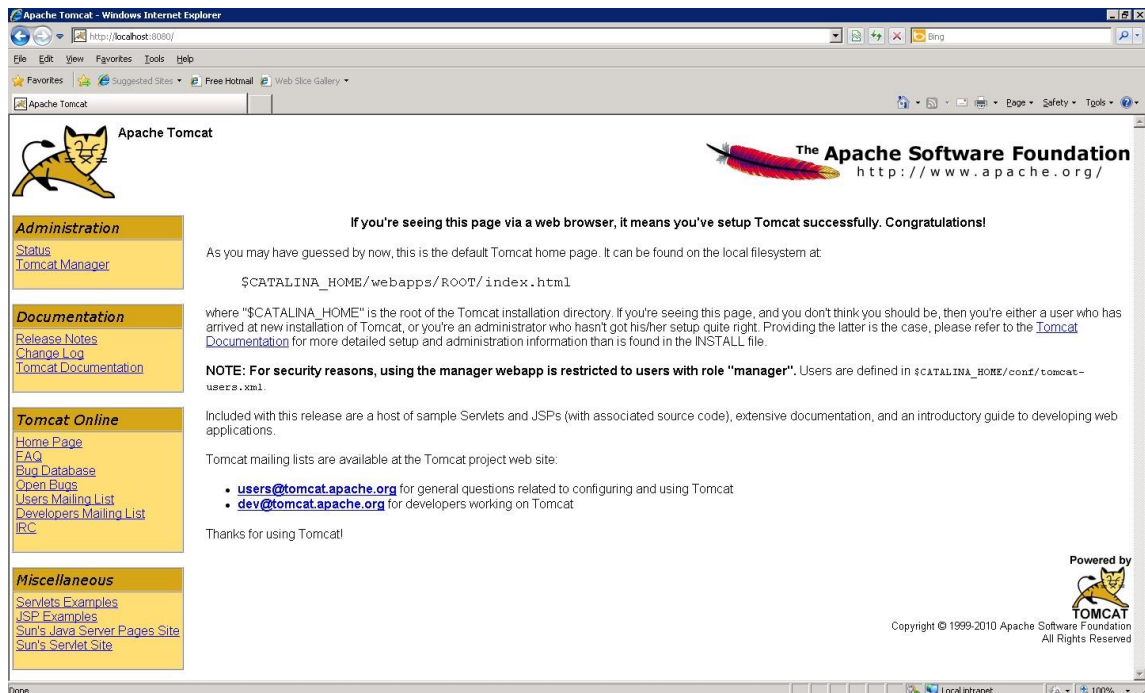 Apache Tomcat - Windows Internet Explorer
http://localhost:8080/
Bing
File Edit View Favorites Tools Help
Favorites Suggested Sites Free Hotmail Web Slice Gallery
Apache Tomcat
Page Safety Tools
Apache Tomcat
The Apache Software Foundation
http://www.apache.org/
Administration
Status
Tomcat Manager
Documentation
Release Notes
Change Log
Tomcat Documentation
Tomcat Online
Home Page
FAQ
Bug Database
Open Bugs
Users Mailing List
Developers Mailing List
IRC
Miscellaneous
Servlets Examples
JSP Examples
Sun's Java Server Pages Site
Sun's Servlet Site
If you're seeing this page via a web browser, it means you've setup Tomcat successfully. Congratulations!
As you may have guessed by now, this is the default Tomcat home page. It can be found on the local filesystem at:
$CATALINA_HOME/webapps/ROOT/index.html
where "$CATALINA_HOME" is the root of the Tomcat installation directory. If you're seeing this page, and you don't think you should be, then you're either a user who has
arrived at new installation of Tomcat, or you're an administrator who hasn't got his/her setup quite right. Providing the latter is the case, please refer to the Tomcat
Documentation for more detailed setup and administration information than is found in the INSTALL file.
NOTE: For security reasons, using the manager webapp is restricted to users with role "manager". Users are defined in $CATALINA_HOME/conf/tomcat-
users.xml.
Included with this release are a host of sample Servlets and JSPs (with associated source code), extensive documentation, and an introductory guide to developing web
applications.
Tomcat mailing lists are available at the Tomcat project web site:
• users@tomcat.apache.org for general questions related to configuring and using Tomcat
• dev@tomcat.apache.org for developers working on Tomcat
Thanks for using Tomcat!
Powered by
TOMCAT
Copyright © 1999-2010 Apache Software Foundation
All Rights Reserved
Done
Local intranet
100%